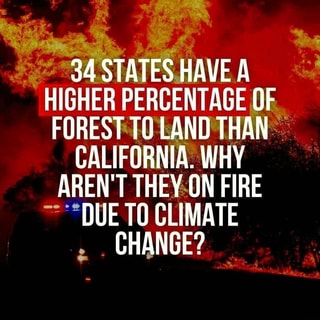 34 STATES HAVE A
HIGHER PERCENTAGE OF
FOREST TO LAND THAN
CALIFORNIA. WHY
AREN'T THEY ON FIRE
DUE TO CLIMATE
CHANGE?